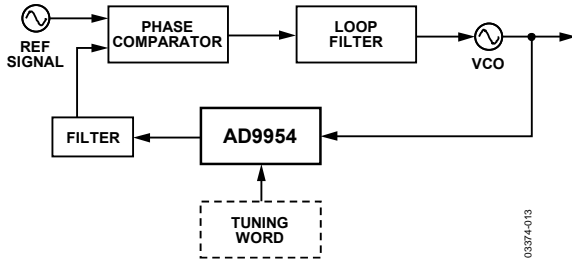 REF
SIGNAL
PHASE
COMPARATOR
LOOP
FILTER
VCO
FILTER
AD9954
TUNING
WORD
03374-013